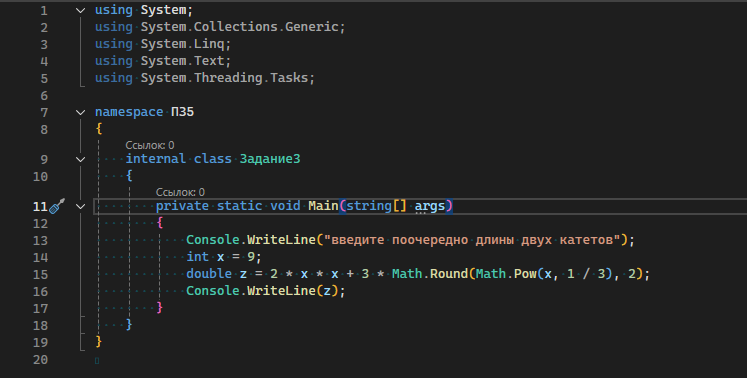 1 using System;
2 using System.Collections.Generic;
3 using System.Linq;
4 using System.Text;
5 using System.Threading.Tasks;
6
7 namespace ПЗ5
8 {
Ссылок: 0
9 internal class Задание3
10 {
Ссылок: 0
11 private static void Main(string[] args)
12 {
13 Console.WriteLine("введите поочередно длины двух катетов");
14 int x = 9;
15 double z = 2 * x * x + 3 * Math.Round(Math.Pow(x, 1 / 3), 2);
16 Console.WriteLine(z);
17 }
18 }
19 }
20